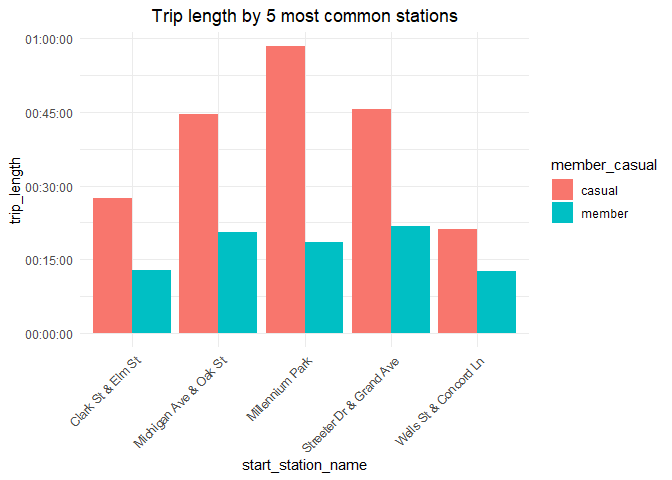 Trip length by 5 most common stations
01:00:00
00:45:00
00:30:00
00:15:00
00:00:00
trip_length
Clark St & Elm St
Michigan Ave & Oak St
Millennium Park
Streeter Dr & Grand Ave
Wells St & Concord Ln
start_station_name
member_casual
casual
member